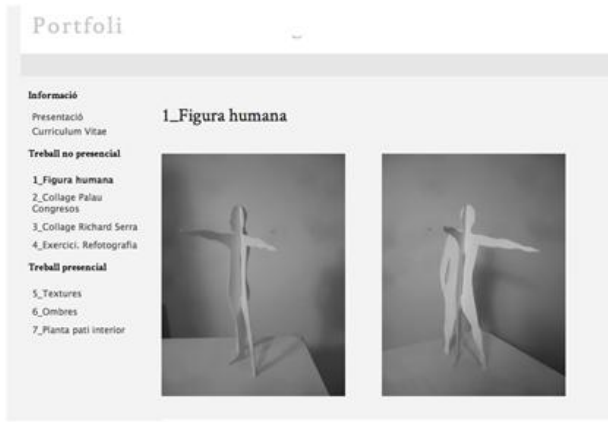 Portfoli
Informació
Presentació
Curriculum Vitae
Treball no presencial
1_Figura humana
2_Collage Palau
Congresos
3_Collage Richard Serra
4_Exercici. Refotografia
Treball presencial
5_Textures
6_Ombres
7_Planta pati interior
1_Figura humana